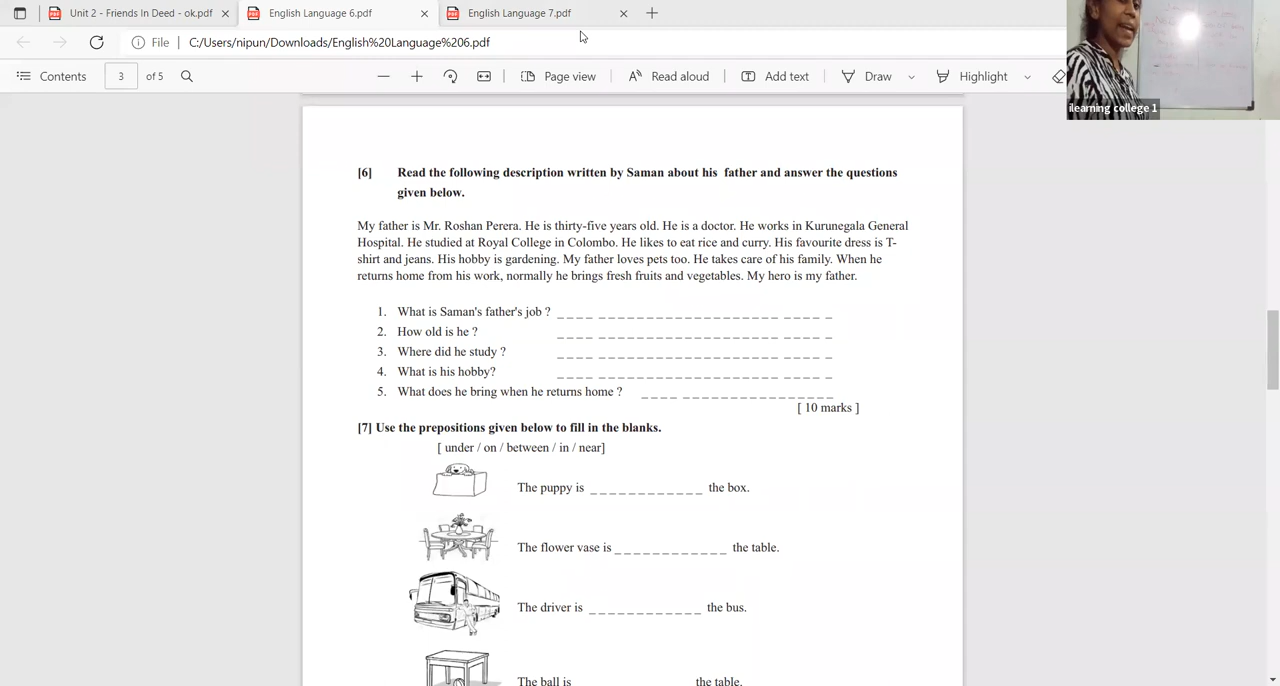 Unit 2 - Friends In Deed - ok.pdf
English Language 6.pdf
English Language 7.pdf
File
C:/Users/nipun/Downloads/English%20Language%206.pdf
Contents
3
of 5
Page view
Read aloud
Add text
Draw
Highlight
ilearning college 1
[6] Read the following description written by Saman about his father and answer the questions
given below.
My father is Mr. Roshan Perera. He is thirty-five years old. He is a doctor. He works in Kurunegala General
Hospital. He studied at Royal College in Colombo. He likes to eat rice and curry. His favourite dress is T-
shirt and jeans. His hobby is gardening. My father loves pets too. He takes care of his family. When he
returns home from his work, normally he brings fresh fruits and vegetables. My hero is my father.
1. What is Saman's father's job ? _ _ _ _ _ _ _ _ _ _ _ _ _ _ _ _ _ _ _ _ _ _ _ _
2. How old is he ? _ _ _ _ _ _ _ _ _ _ _ _ _ _ _ _ _ _ _ _ _ _ _ _
3. Where did he study ? _ _ _ _ _ _ _ _ _ _ _ _ _ _ _ _ _ _ _ _ _ _ _ _
4. What is his hobby? _ _ _ _ _ _ _ _ _ _ _ _ _ _ _ _ _ _ _ _ _ _ _ _
5. What does he bring when he returns home ? _ _ _ _ _ _ _ _ _ _ _ _ _ _ _ _ _
[ 10 marks ]
[7] Use the prepositions given below to fill in the blanks.
[ under / on / between / in / near]
The puppy is _ _ _ _ _ _ _ _ _ _ _ _ the box.
The flower vase is _ _ _ _ _ _ _ _ _ _ _ _ the table.
The driver is _ _ _ _ _ _ _ _ _ _ _ _ the bus.
The ball is the table.